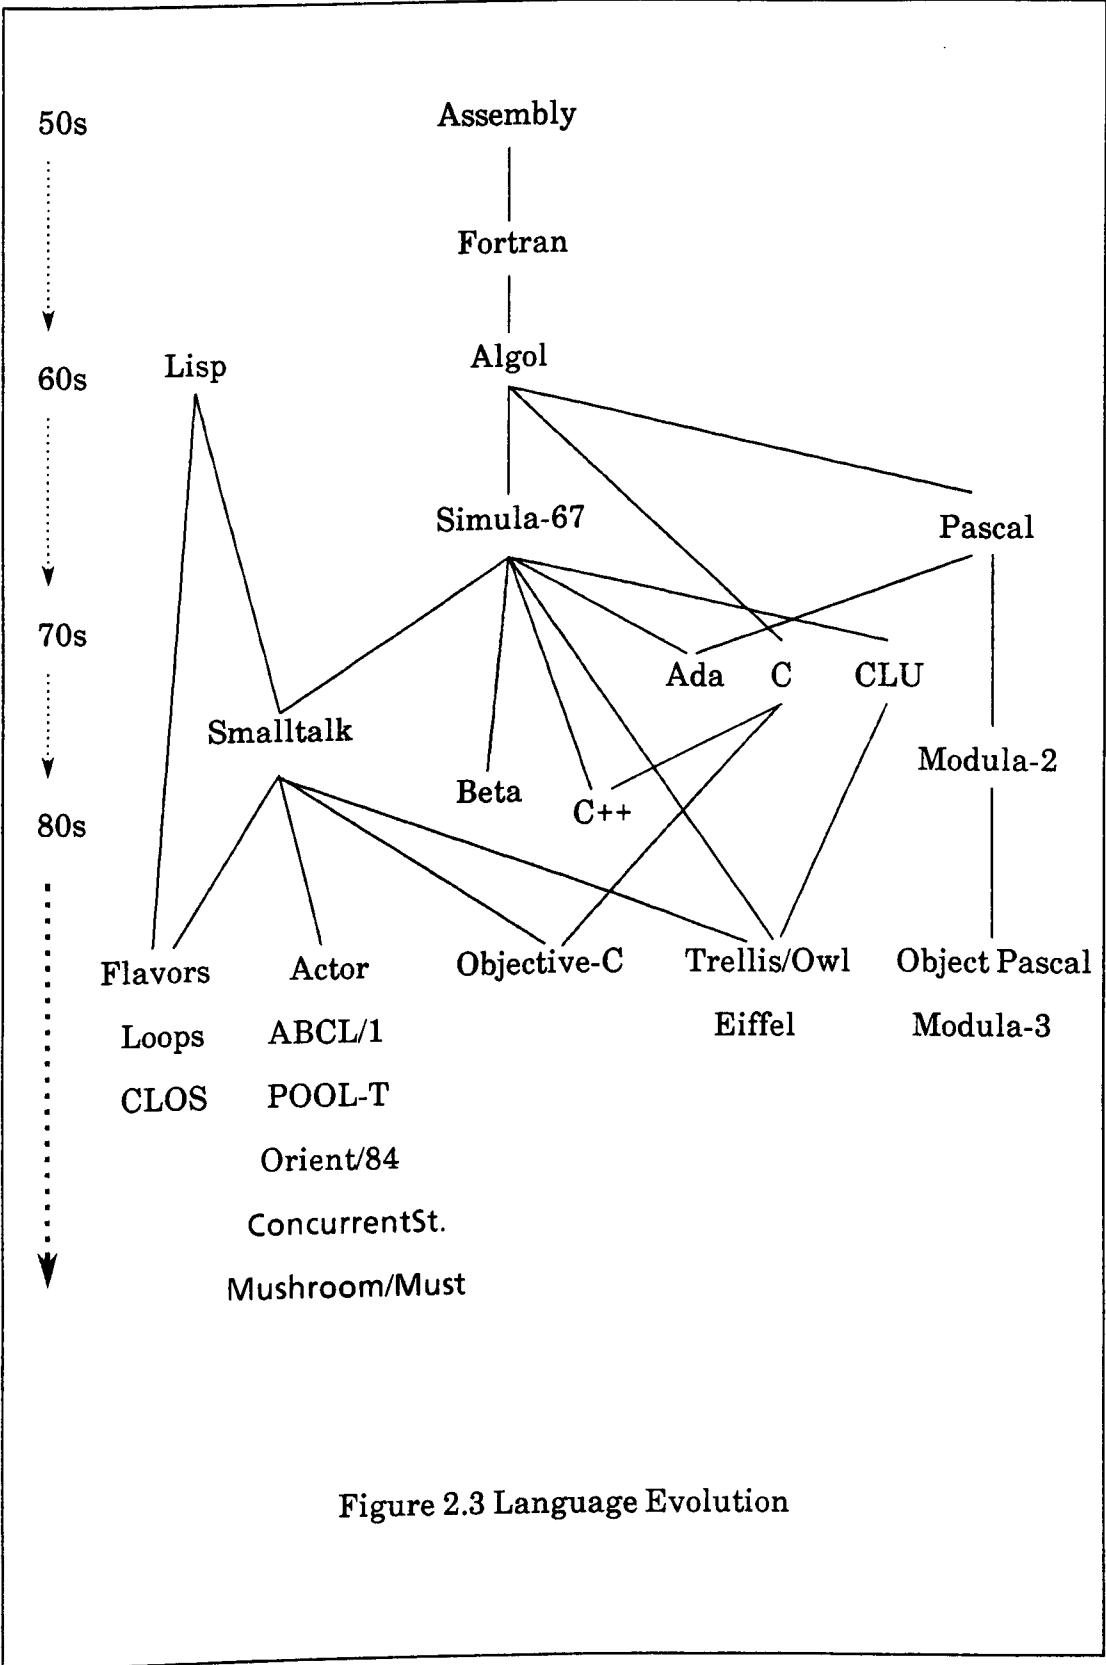 50s
Assembly
Fortran
60s
Lisp
Algol
Simula-67
Pascal
70s
Ada
C
CLU
Smalltalk
Modula-2
Beta
C++
80s
Flavors
Actor
Objective-C
Trellis/Owl
Object Pascal
Loops
ABCL/1
Eiffel
Modula-3
CLOS
POOL-T
Orient/84
ConcurrentSt.
Mushroom/Must
Figure 2.3 Language Evolution